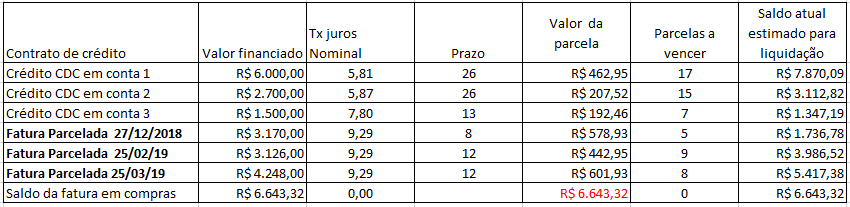 Contrato de crédito Valor financiado Tx juros Nominal Prazo Valor da parcela Parcelas a vencer Saldo atual estimado para liquidação
Crédito CDC em conta 1 R$ 6.000,00 5,81 26 R$ 462,95 17 R$ 7.870,09
Crédito CDC em conta 2 R$ 2.700,00 5,87 26 R$ 207,52 15 R$ 3.112,82
Crédito CDC em conta 3 R$ 1.500,00 7,80 13 R$ 192,46 7 R$ 1.347,19
Fatura Parcelada 27/12/2018 R$ 3.170,00 9,29 8 R$ 578,93 5 R$ 1.736,78
Fatura Parcelada 25/02/19 R$ 3.126,00 9,29 12 R$ 442,95 9 R$ 3.986,52
Fatura Parcelada 25/03/19 R$ 4.248,00 9,29 12 R$ 601,93 8 R$ 5.417,38
Saldo da fatura em compras R$ 6.643,32 0,00 R$ 6.643,32 0 R$ 6.643,32